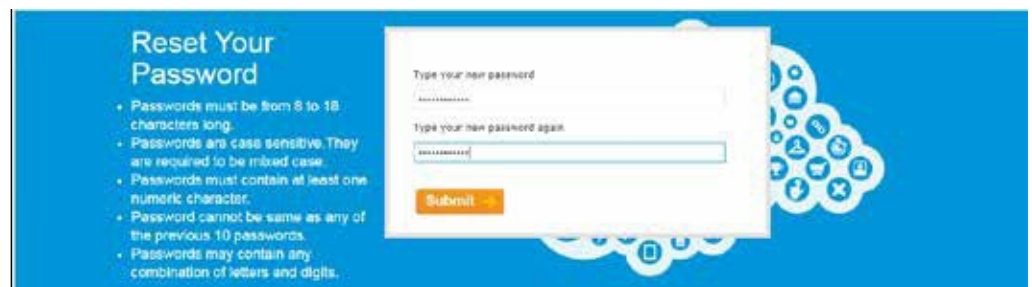 Reset Your
Password
• Passwords must be from 8 to 18
characters long.
• Passwords are case sensitive.They
are required to be mixed case.
• Passwords must contain at least one
numeric character.
• Password cannot be same as any of
the previous 10 passwords.
• Passwords may contain any
combination of letters and digits.
Type your new password
Type your new password again
Submit